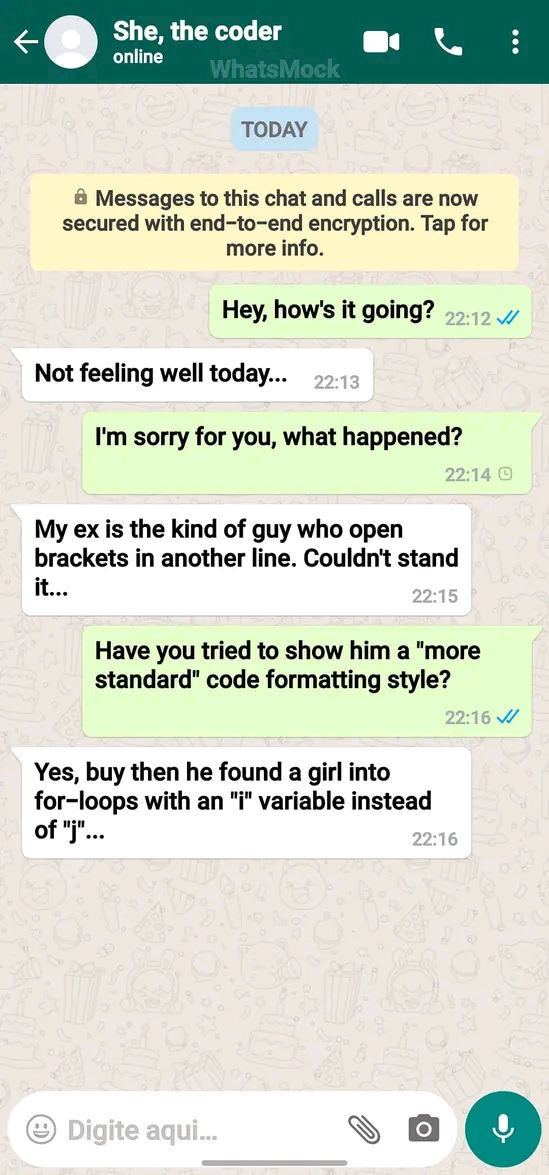 She, the coder
online
WhatsMock
TODAY
Messages to this chat and calls are now
secured with end-to-end encryption. Tap for
more info.
Hey, how's it going? 22:12
Not feeling well today... 22:13
I'm sorry for you, what happened?
22:14
My ex is the kind of guy who open
brackets in another line. Couldn't stand
it...
22:15
Have you tried to show him a "more
standard" code formatting style?
22:16
Yes, buy then he found a girl into
for-loops with an "i" variable instead
of "j"...
22:16
Digite aqui...